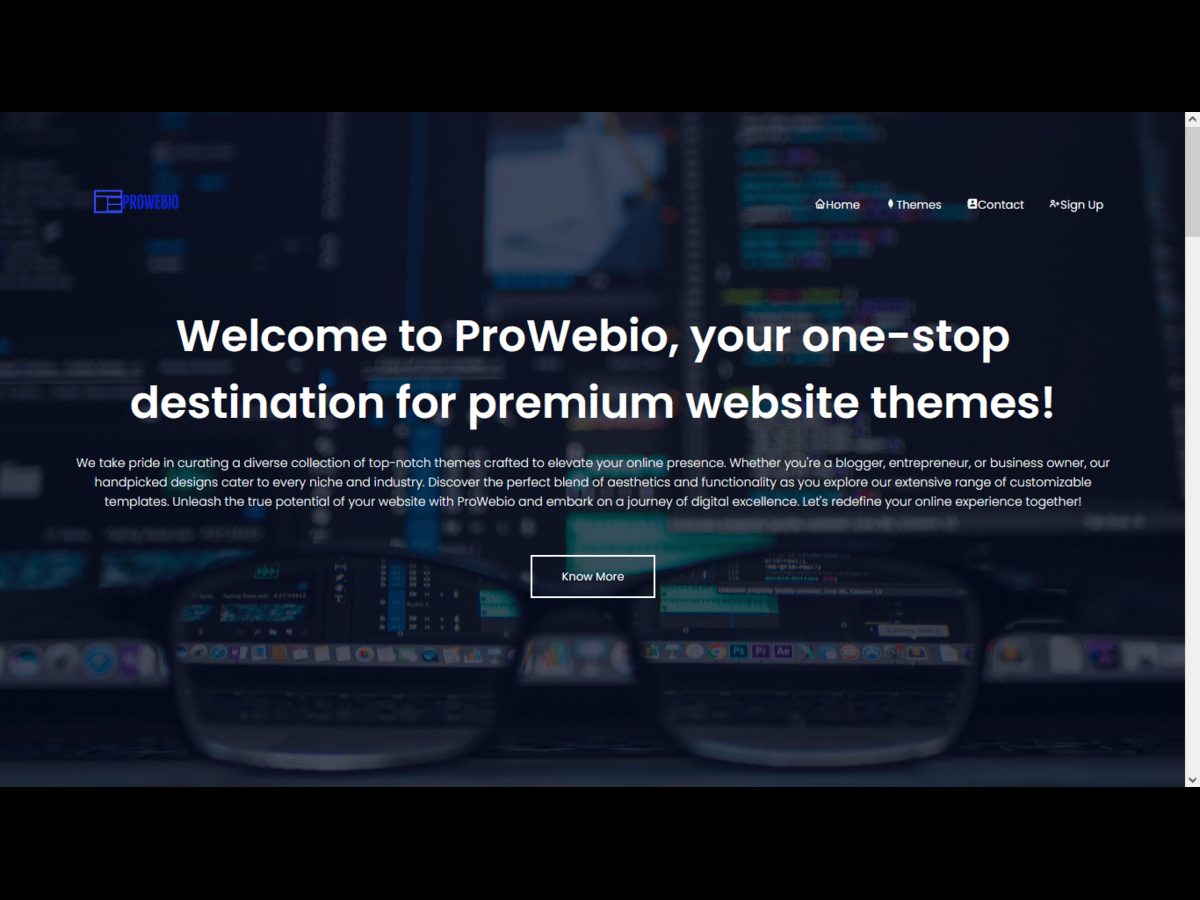 PROWEBIO
Home Themes Contact Sign Up
Welcome to ProWebio, your one-stop
destination for premium website themes!
We take pride in curating a diverse collection of top-notch themes crafted to elevate your online presence. Whether you're a blogger, entrepreneur, or business owner, our
handpicked designs cater to every niche and industry. Discover the perfect blend of aesthetics and functionality as you explore our extensive range of customizable
templates. Unleash the true potential of your website with ProWebio and embark on a journey of digital excellence. Let's redefine your online experience together!
Know More
Ps Pr Ae